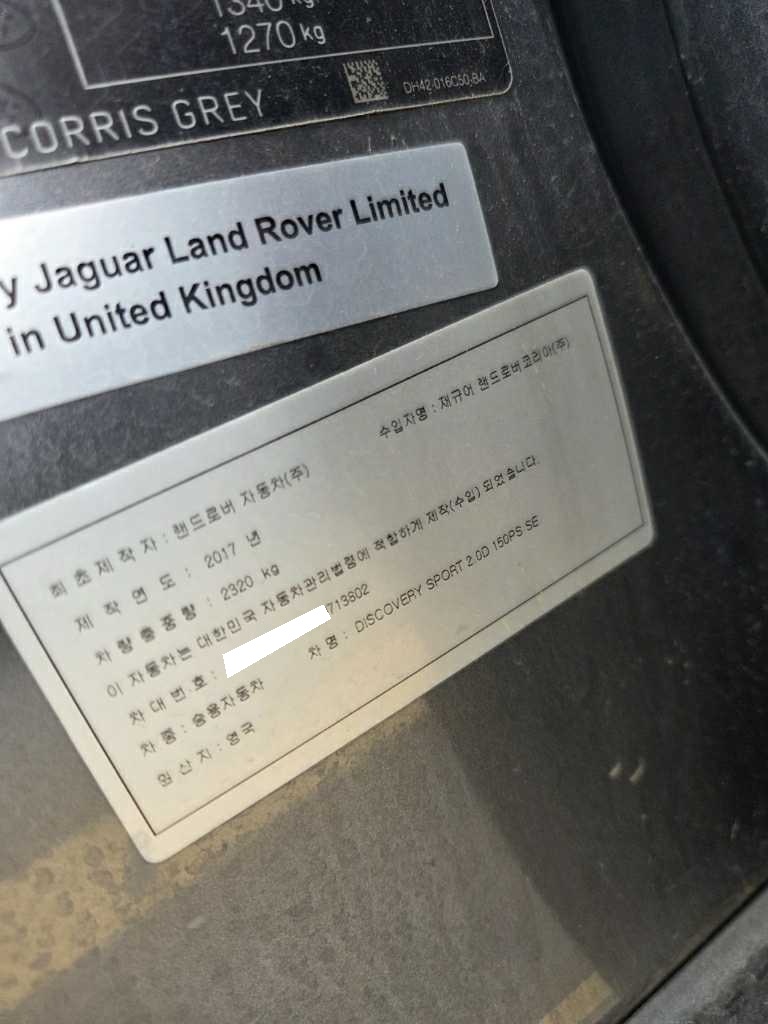 1340 kg
1270 kg
DH42 016C50-BA
CORRIS GREY
y Jaguar Land Rover Limited
in United Kingdom
최초제작자 : 랜드로버 자동차(주) 수입자명 : 재규어 랜드로버코리아(주)
제 작 연 도 : 2017 년
차 량 총 중 량 : 2320 kg
이 자동차는 대한민국 자동차관리법령에 적합하게 제작(수입) 되었습니다.
차 대 번 호 : 713602
차 종 : 승용자동차 차 명 : DISCOVERY SPORT 2.0D 150PS SE
원 산 지 : 영국